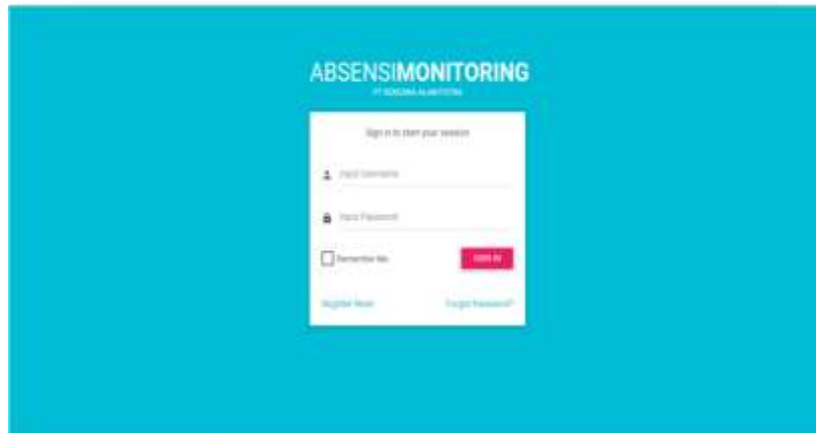 ABSENSIMONITORING
PT
Sign in to start your session
Input Username
Input Password
Remember Me
SIGN IN
Register Now! Forgot Password?